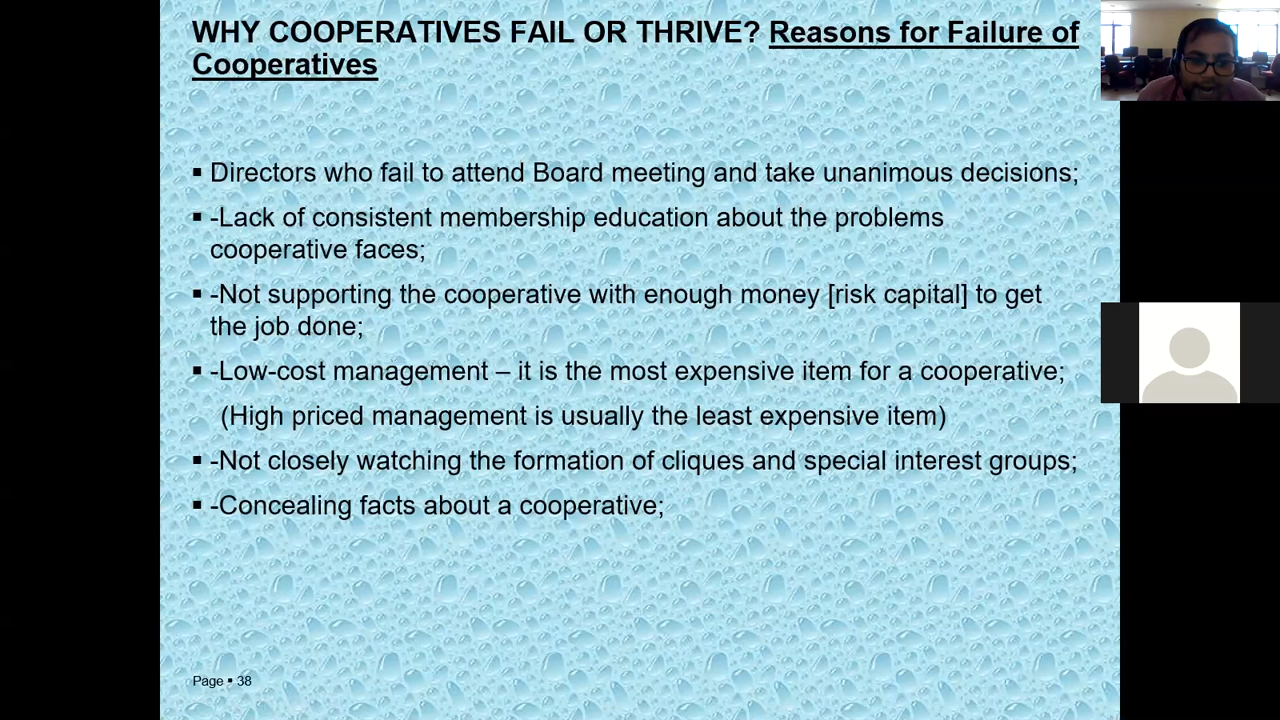 WHY COOPERATIVES FAIL OR THRIVE? Reasons for Failure of
Cooperatives
▪ Directors who fail to attend Board meeting and take unanimous decisions;
▪ -Lack of consistent membership education about the problems
cooperative faces;
▪ -Not supporting the cooperative with enough money [risk capital] to get
the job done;
▪ -Low-cost management – it is the most expensive item for a cooperative;
(High priced management is usually the least expensive item)
▪ -Not closely watching the formation of cliques and special interest groups;
▪ -Concealing facts about a cooperative;
Page ▪ 38